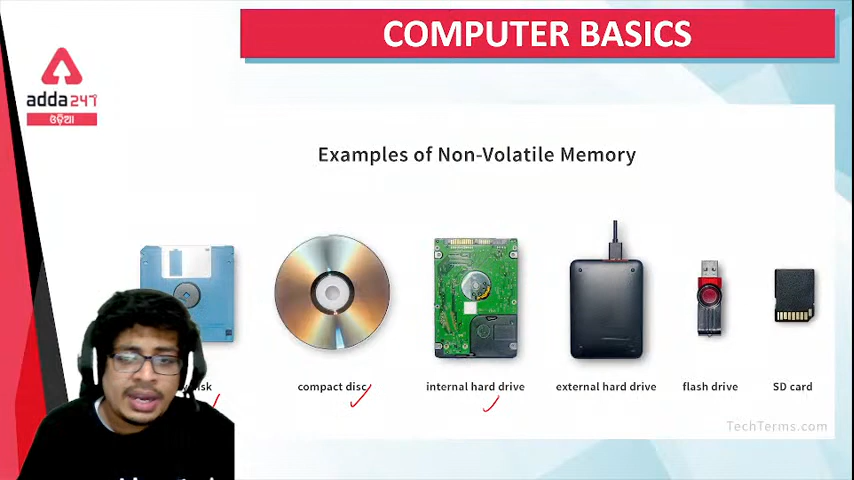 COMPUTER BASICS
adda247
ଓଡ଼ିଆ
Examples of Non-Volatile Memory
disk
compact disc
internal hard drive
external hard drive
flash drive
SD card
TechTerms.com